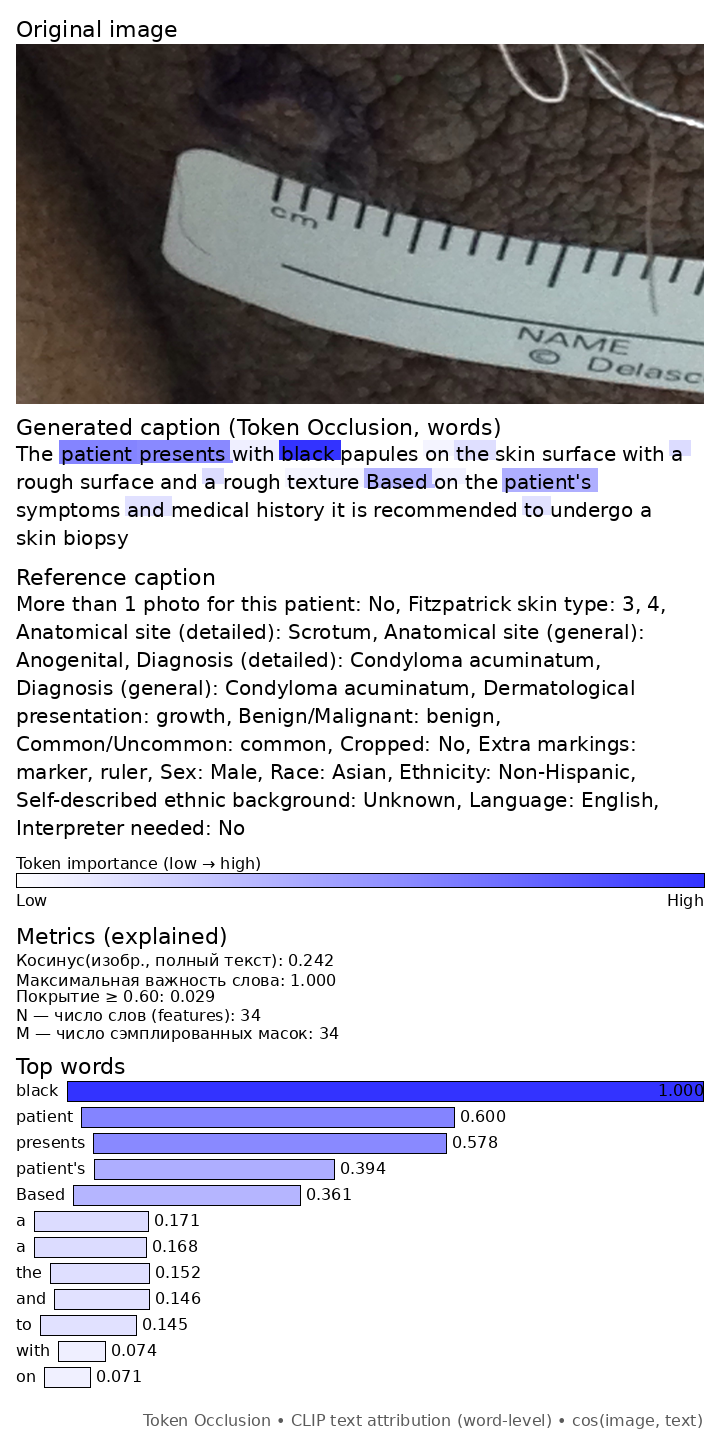 Original image
cm
NAME
© Delasc
Generated caption (Token Occlusion, words)
The patient presents with black papules on the skin surface with a
rough surface and a rough texture Based on the patient's
symptoms and medical history it is recommended to undergo a
skin biopsy
Reference caption
More than 1 photo for this patient: No, Fitzpatrick skin type: 3, 4,
Anatomical site (detailed): Scrotum, Anatomical site (general):
Anogenital, Diagnosis (detailed): Condyloma acuminatum,
Diagnosis (general): Condyloma acuminatum, Dermatological
presentation: growth, Benign/Malignant: benign,
Common/Uncommon: common, Cropped: No, Extra markings:
marker, ruler, Sex: Male, Race: Asian, Ethnicity: Non-Hispanic,
Self-described ethnic background: Unknown, Language: English,
Interpreter needed: No
Token importance (low → high)
Low High
Metrics (explained)
Косинус(изобр., полный текст): 0.242
Максимальная важность слова: 1.000
Покрытие ≥ 0.60: 0.029
N — число слов (features): 34
M — число сэмплированных масок: 34
Top words
black 1.000
patient 0.600
presents 0.578
patient's 0.394
Based 0.361
a 0.171
a 0.168
the 0.152
and 0.146
to 0.145
with 0.074
on 0.071
Token Occlusion • CLIP text attribution (word-level) • cos(image, text)